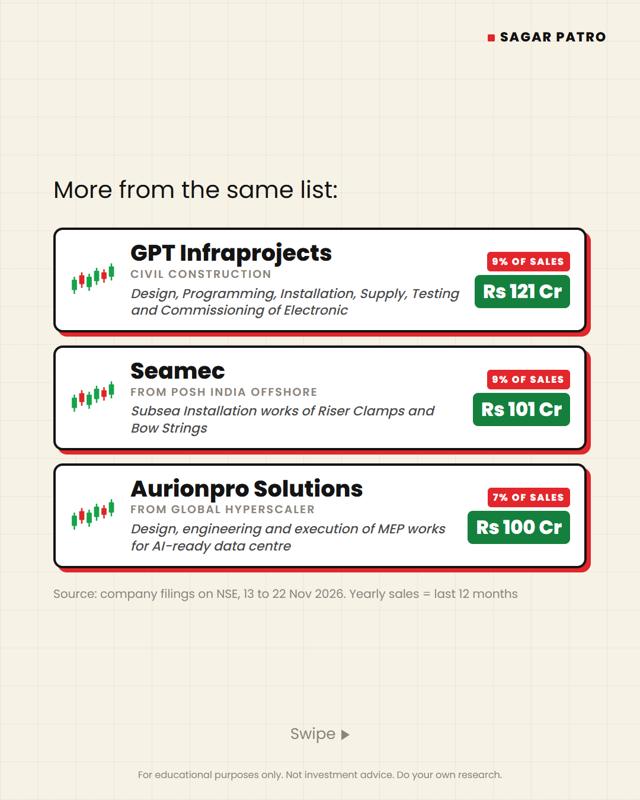 SAGAR PATRO
More from the same list:
GPT Infraprojects
CIVIL CONSTRUCTION
Design, Programming, Installation, Supply, Testing
and Commissioning of Electronic
9% OF SALES
Rs 121 Cr
Seamec
FROM POSH INDIA OFFSHORE
Subsea Installation works of Riser Clamps and
Bow Strings
9% OF SALES
Rs 101 Cr
Aurionpro Solutions
FROM GLOBAL HYPERSCALER
Design, engineering and execution of MEP works
for AI-ready data centre
7% OF SALES
Rs 100 Cr
Source: company filings on NSE, 13 to 22 Nov 2026. Yearly sales = last 12 months
Swipe
For educational purposes only. Not investment advice. Do your own research.